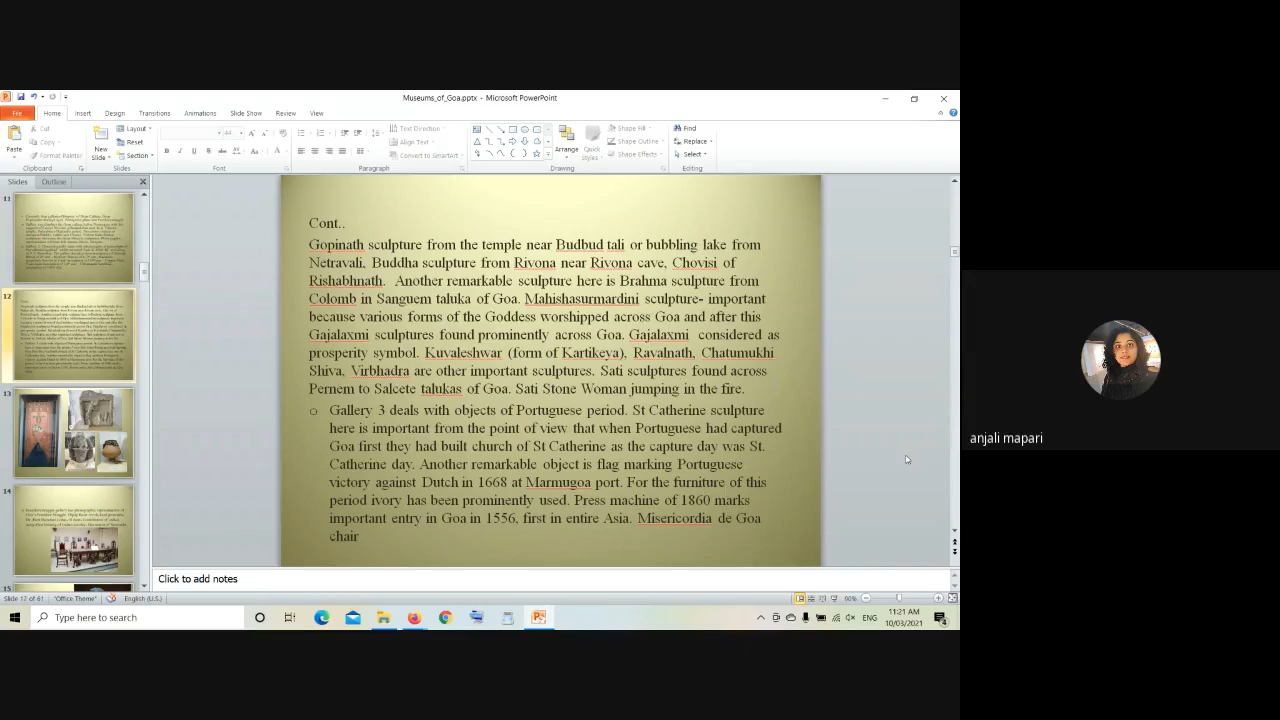 Museums_of_Goa.pptx - Microsoft PowerPoint
File Home Insert Design Transitions Animations Slide Show Review View
Paste
Cut
Copy
Format Painter
Clipboard
New
Slide
Layout
Reset
Section
Slides
Font
Text Direction
Align Text
Convert to SmartArt
Paragraph
Arrange
Quick
Styles
Shape Fill
Shape Outline
Shape Effects
Drawing
Find
Replace
Select
Editing
Slides Outline
11
12
13
14
15
Cont..
Gopinath sculpture from the temple near Budbud tali or bubbling lake from
Netravali, Buddha sculpture from Rivona near Rivona cave, Chovisi of
Rishabhnath. Another remarkable sculpture here is Brahma sculpture from
Colomb in Sanguem taluka of Goa. Mahishasurmardini sculpture- important
because various forms of the Goddess worshipped across Goa and after this
Gajalaxmi sculptures found prominently across Goa. Gajalaxmi considered as
prosperity symbol. Kuvaleshwar (form of Kartikeya), Ravalnath, Chatumukhi
Shiva, Virbhadra are other important sculptures. Sati sculptures found across
Pernem to Salcete talukas of Goa. Sati Stone Woman jumping in the fire.
o Gallery 3 deals with objects of Portuguese period. St Catherine sculpture
here is important from the point of view that when Portuguese had captured
Goa first they had built church of St Catherine as the capture day was St.
Catherine day. Another remarkable object is flag marking Portuguese
victory against Dutch in 1668 at Marmugoa port. For the furniture of this
period ivory has been prominently used. Press machine of 1860 marks
important entry in Goa in 1556, first in entire Asia. Misericordia de Goa
chair
Click to add notes
Slide 12 of 61 "Office Theme" English (U.S.) 90%
Type here to search
ENG
11:21 AM
10/03/2021
4
anjali mapari